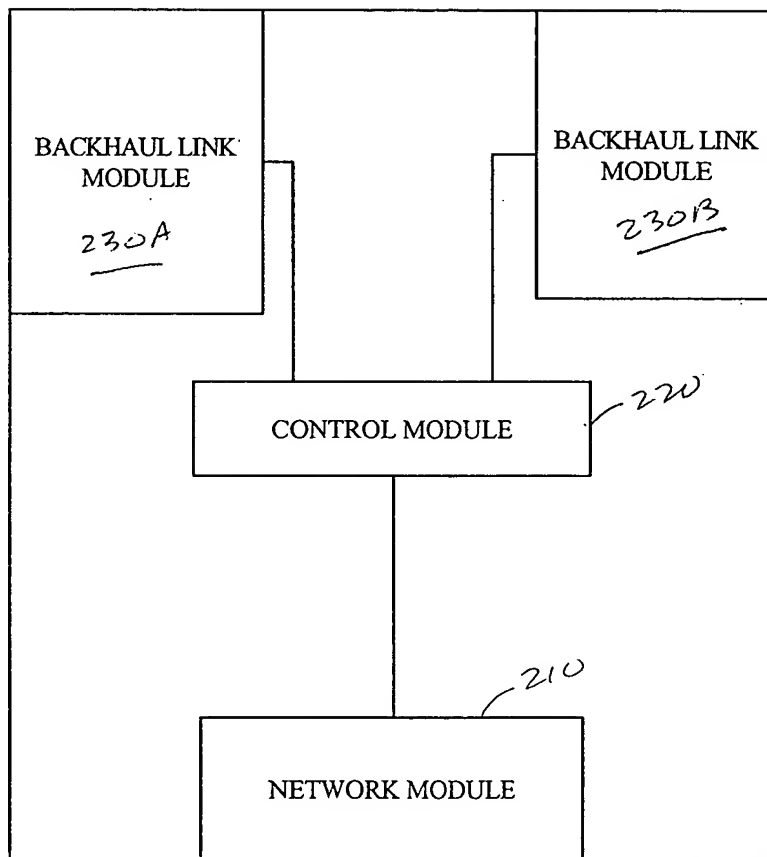 BACKHAUL LINK
MODULE
230A
BACKHAUL LINK
MODULE
230B
CONTROL MODULE
220
NETWORK MODULE
210